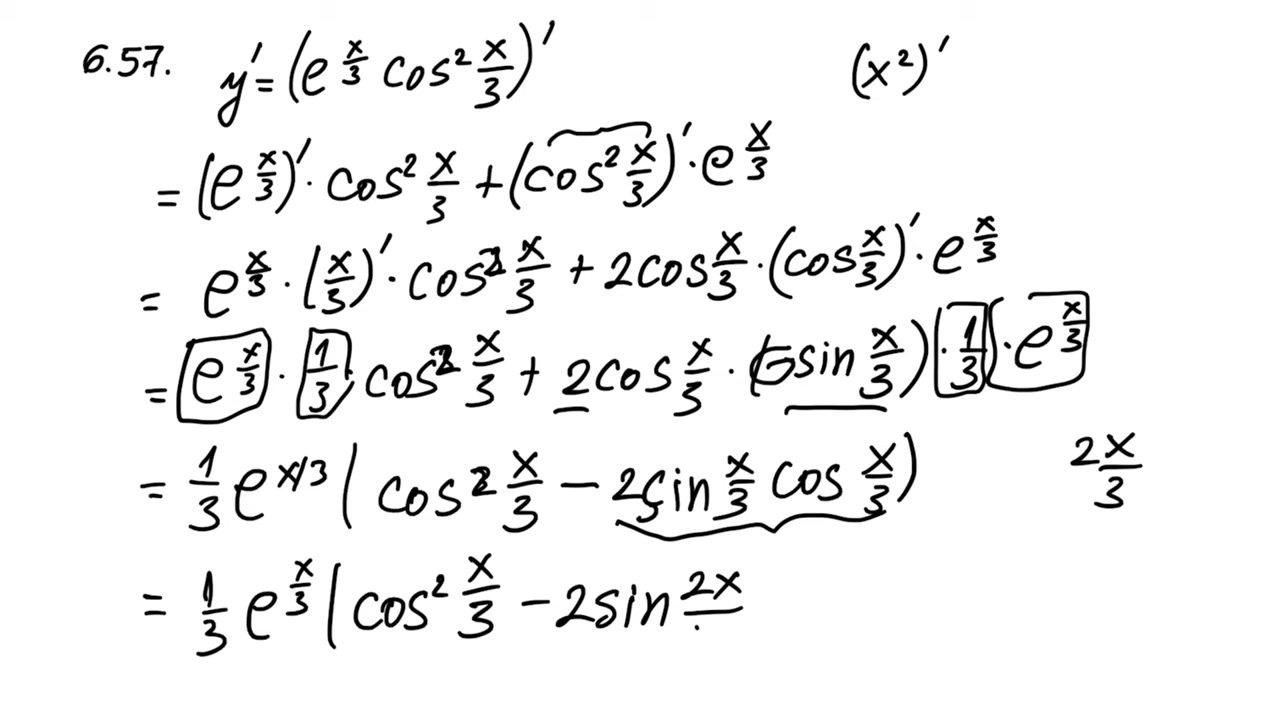 6.57. y' = (e^{x/3} cos² x/3)' (x²)'
= (e^{x/3})' · cos² x/3 + (cos² x/3)' · e^{x/3}
= e^{x/3} · (x/3)' · cos² x/3 + 2cos x/3 · (cos x/3)' · e^{x/3}
= e^{x/3} · 1/3 cos² x/3 + 2cos x/3 · (-sin x/3) · 1/3 · e^{x/3}
= 1/3 e^{x/3} (cos² x/3 − 2sin x/3 cos x/3) 2x/3
= 1/3 e^{x/3} (cos² x/3 − 2sin 2x/